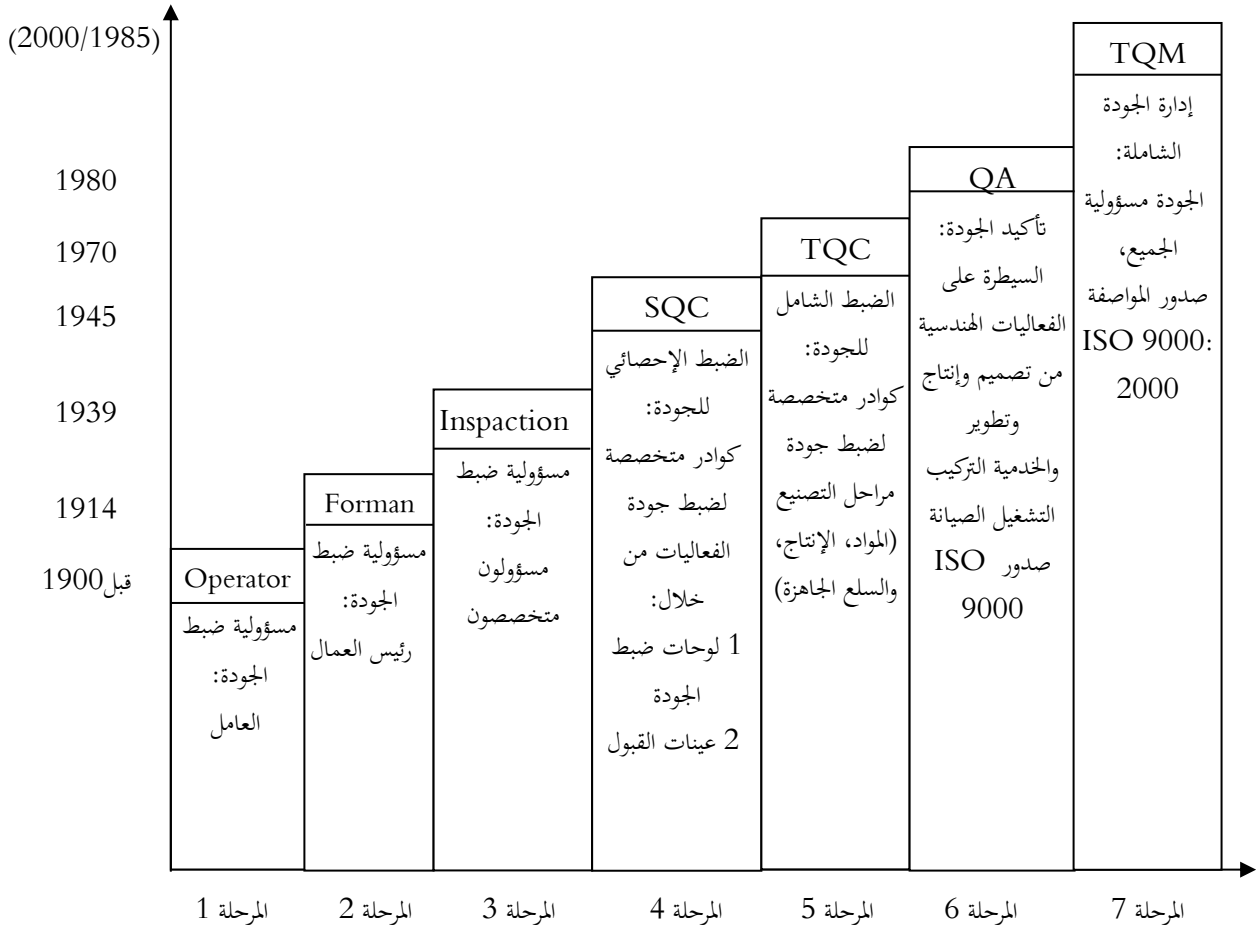 (2000/1985)
1980
1970
1945
1939
1914
قبل1900
Operator
مسؤولية ضبط
الجودة:
العامل
Forman
مسؤولية ضبط
الجودة:
رئيس العمال
Inspaction
مسؤولية ضبط
الجودة:
مسؤولون
متخصصون
SQC
الضبط الإحصائي
للجودة:
كوادر متخصصة
لضبط جودة
الفعاليات من
خلال:
1 لوحات ضبط
الجودة
2 عينات القبول
TQC
الضبط الشامل
للجودة:
كوادر متخصصة
لضبط جودة
مراحل التصنيع
(المواد، الإنتاج،
والسلع الجاهزة)
QA
تأكيد الجودة:
السيطرة على
الفعاليات الهندسية
من تصميم وإنتاج
وتطوير
والخدمية التركيب
التشغيل الصيانة
صدور ISO
9000
TQM
إدارة الجودة
الشاملة:
الجودة مسؤولية
الجميع،
صدور المواصفة
ISO 9000:
2000
المرحلة 1
المرحلة 2
المرحلة 3
المرحلة 4
المرحلة 5
المرحلة 6
المرحلة 7